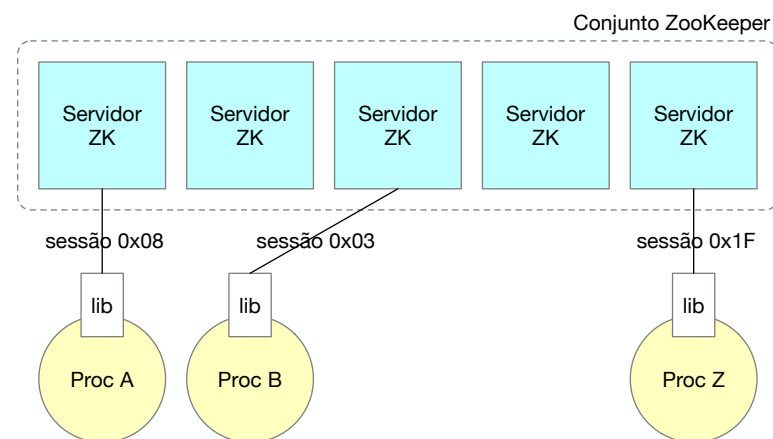 Conjunto ZooKeeper
Servidor
ZK
Servidor
ZK
Servidor
ZK
Servidor
ZK
Servidor
ZK
sessão 0x08
sessão 0x03
sessão 0x1F
lib
lib
lib
Proc A
Proc B
Proc Z